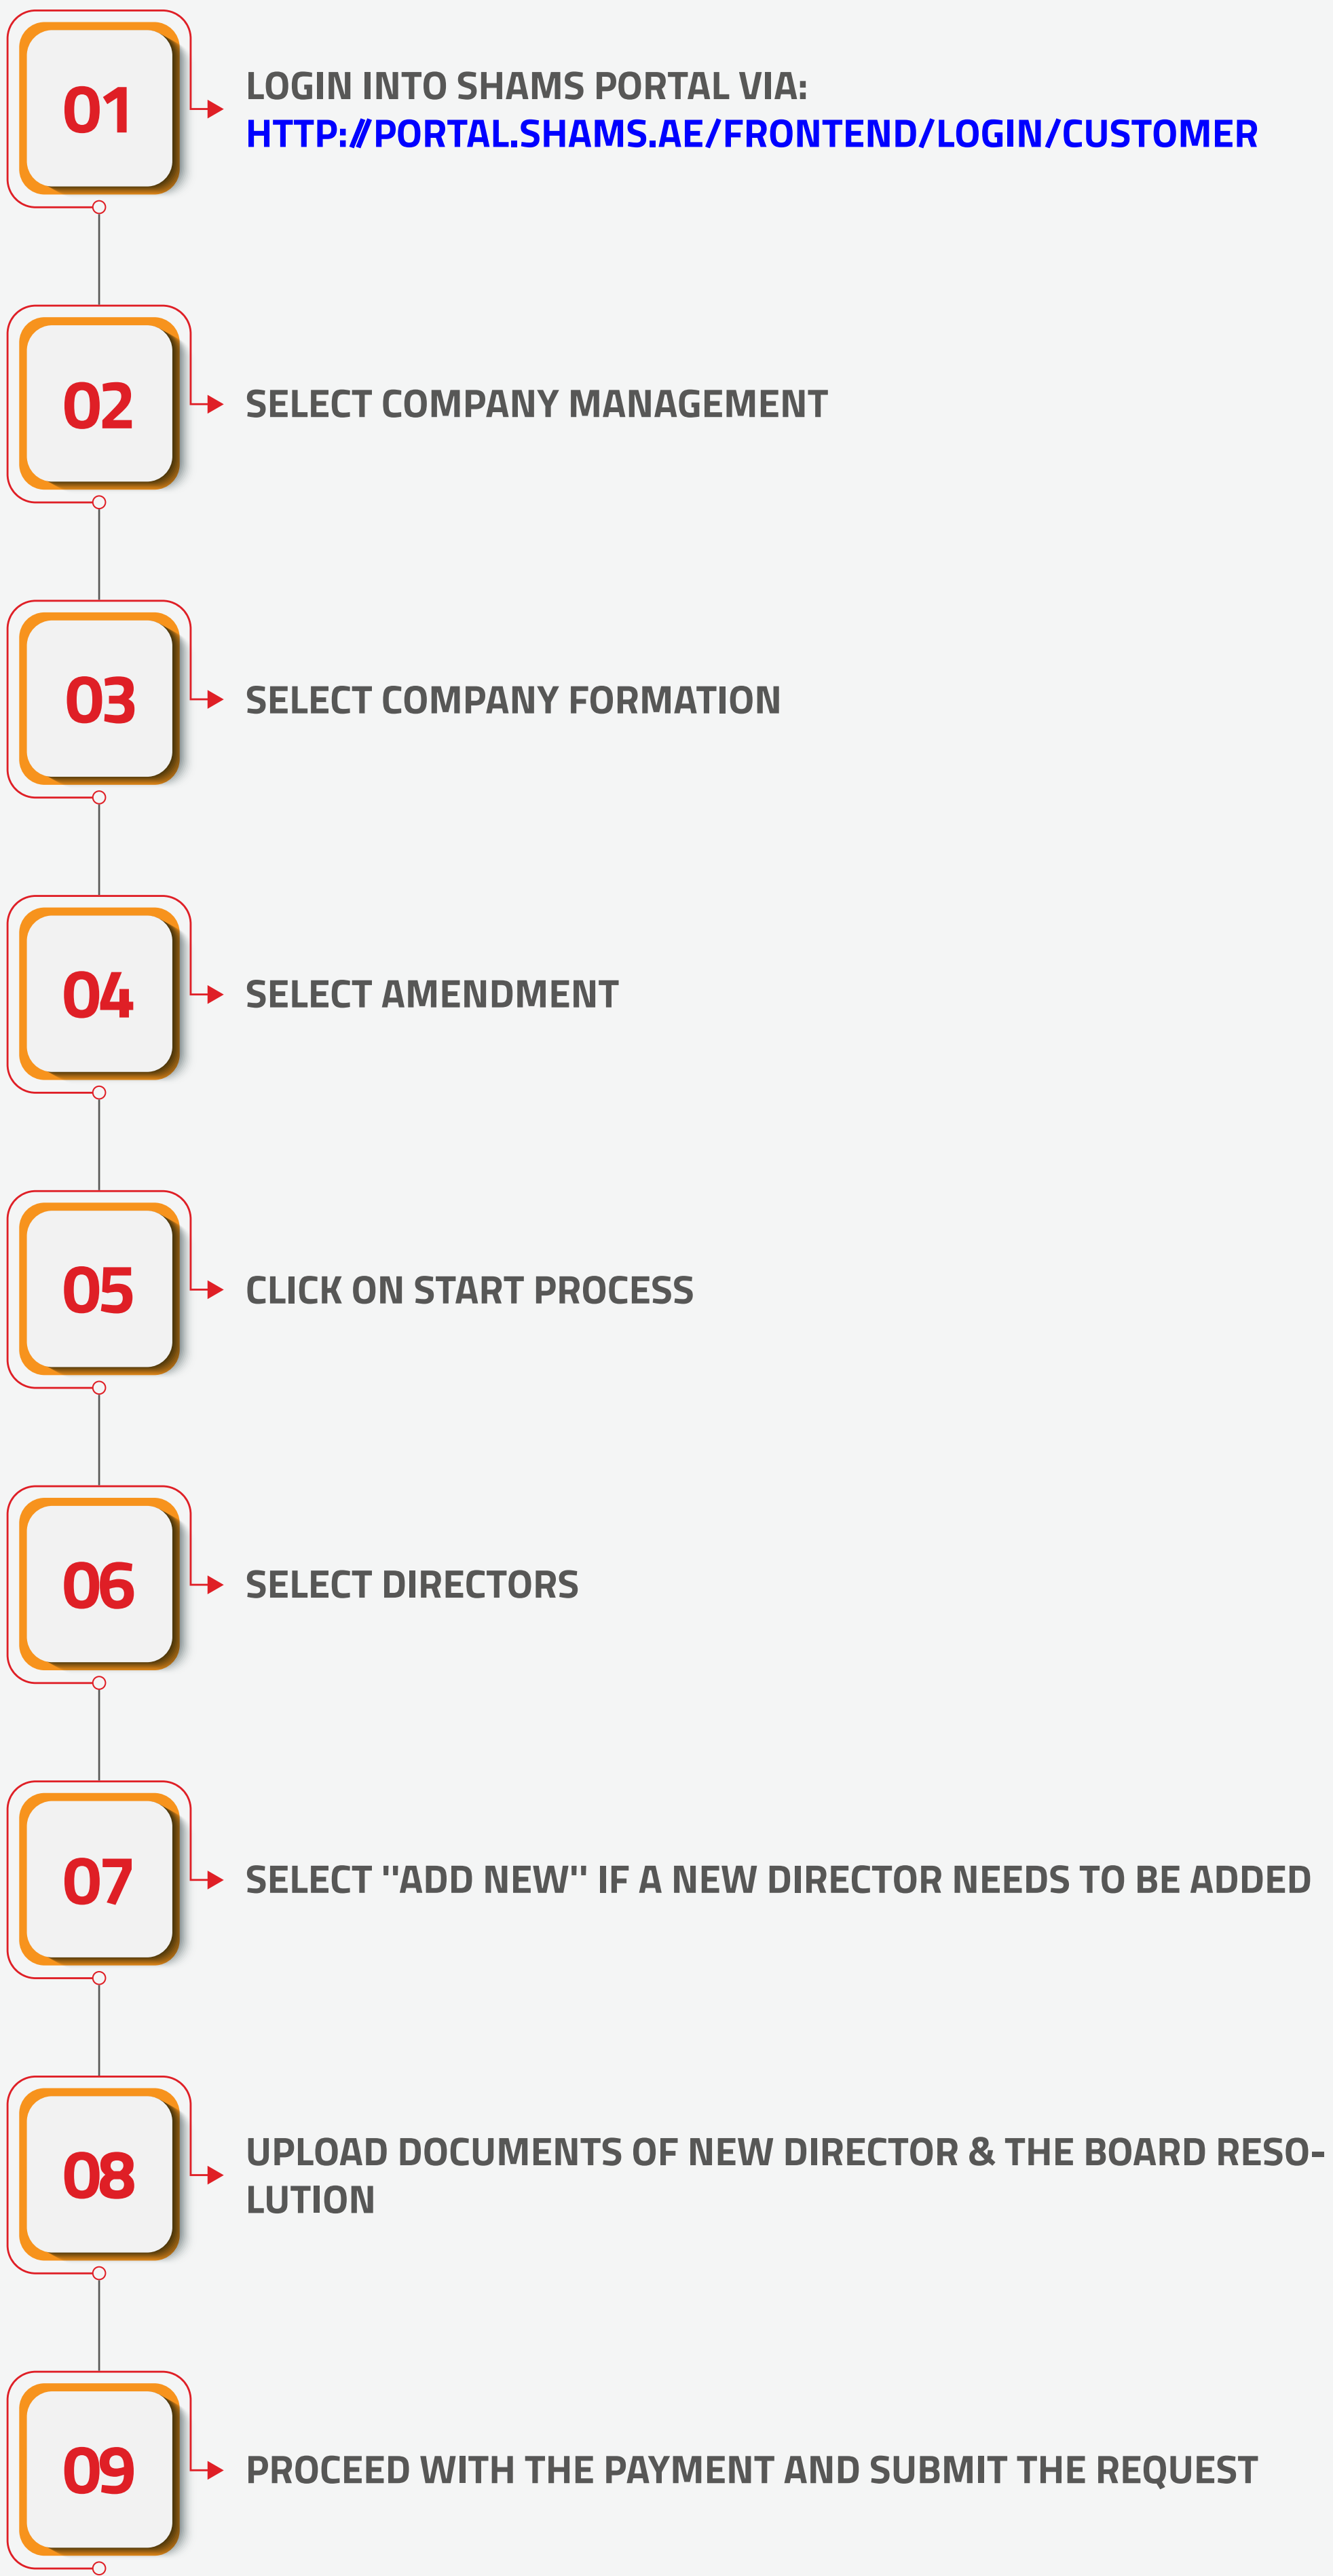 01
LOGIN INTO SHAMS PORTAL VIA:
HTTP://PORTAL.SHAMS.AE/FRONTEND/LOGIN/CUSTOMER
02
SELECT COMPANY MANAGEMENT
03
SELECT COMPANY FORMATION
04
SELECT AMENDMENT
05
CLICK ON START PROCESS
06
SELECT DIRECTORS
07
SELECT "ADD NEW" IF A NEW DIRECTOR NEEDS TO BE ADDED
08
UPLOAD DOCUMENTS OF NEW DIRECTOR & THE BOARD RESO-
LUTION
09
PROCEED WITH THE PAYMENT AND SUBMIT THE REQUEST